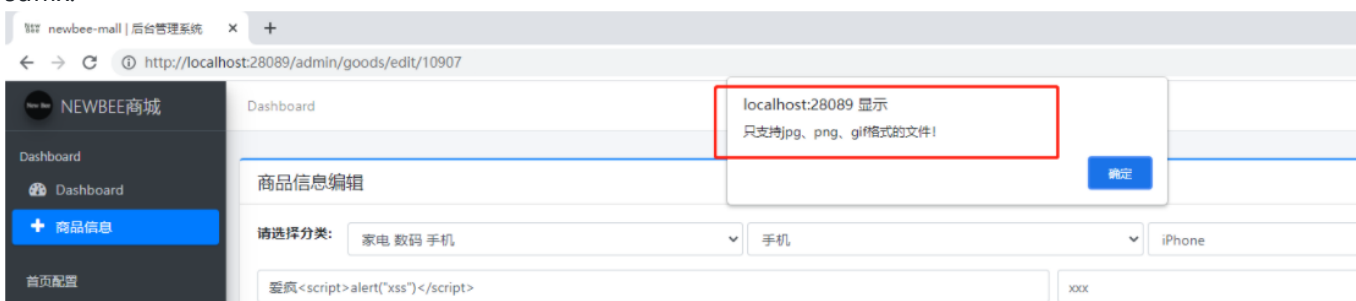 newbee-mall | 后台管理系统
http://localhost:28089/admin/goods/edit/10907
NEWBEE商城
Dashboard
localhost:28089 显示
只支持jpg、png、gif格式的文件!
确定
Dashboard
Dashboard
商品信息
首页配置
商品信息编辑
请选择分类:
家电 数码 手机
手机
iPhone
爱疯<script>alert("xss")</script>
xxx